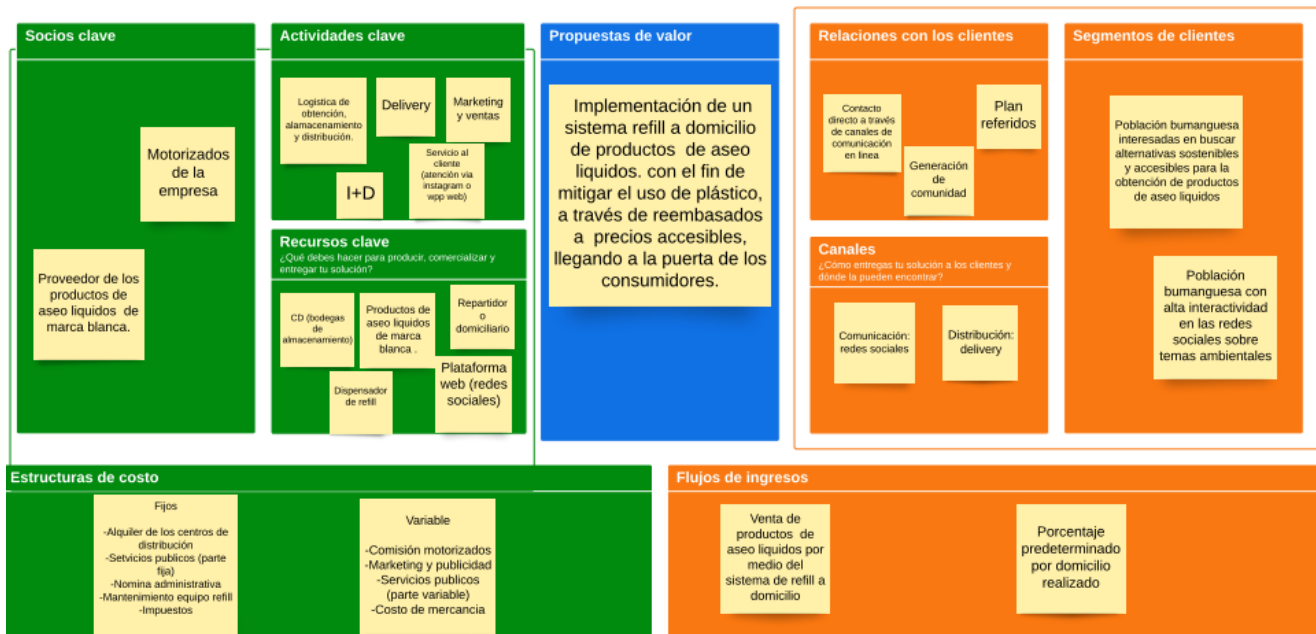 Socios clave
Motorizados
de la
empresa
Proveedor de los
productos de
aseo liquidos de
marca blanca.
Actividades clave
Logistica de
obtención,
alamacenamiento
y distribución.
Delivery
Marketing
y ventas
I+D
Servicio al
cliente
(atención via
instagram o
wpp web)
Recursos clave
¿Qué debes hacer para producir, comercializar y
entregar tu solución?
CD (bodegas
de
almacenamiento)
Productos de
aseo liquidos
de marca
blanca .
Repartidor
o
domiciliario
Dispensador
de refill
Plataforma
web (redes
sociales)
Propuestas de valor
Implementación de un
sistema refill a domicilio
de productos de aseo
liquidos. con el fin de
mitigar el uso de plástico,
a través de reembasados
a precios accesibles,
llegando a la puerta de los
consumidores.
Relaciones con los clientes
Contacto
directo a través
de canales de
comunicación
en linea
Plan
referidos
Generación
de
comunidad
Canales
¿Cómo entregas tu solución a los clientes y
dónde la pueden encontrar?
Comunicación:
redes sociales
Distribución:
delivery
Segmentos de clientes
Población bumanguesa
interesadas en buscar
alternativas sostenibles
y accesibles para la
obtención de productos
de aseo liquidos
Población
bumanguesa con
alta interactividad
en las redes
sociales sobre
temas ambientales
Estructuras de costo
Fijos
-Alquiler de los centros de
distribución
-Setvicios publicos (parte
fija)
-Nomina administrativa
-Mantenimiento equipo refill
-Impuestos
Variable
-Comisión motorizados
-Marketing y publicidad
-Servicios publicos
(parte variable)
-Costo de mercancia
Flujos de ingresos
Venta de
productos de
aseo liquidos por
medio del
sistema de refill a
domicilio
Porcentaje
predeterminado
por domicilio
realizado